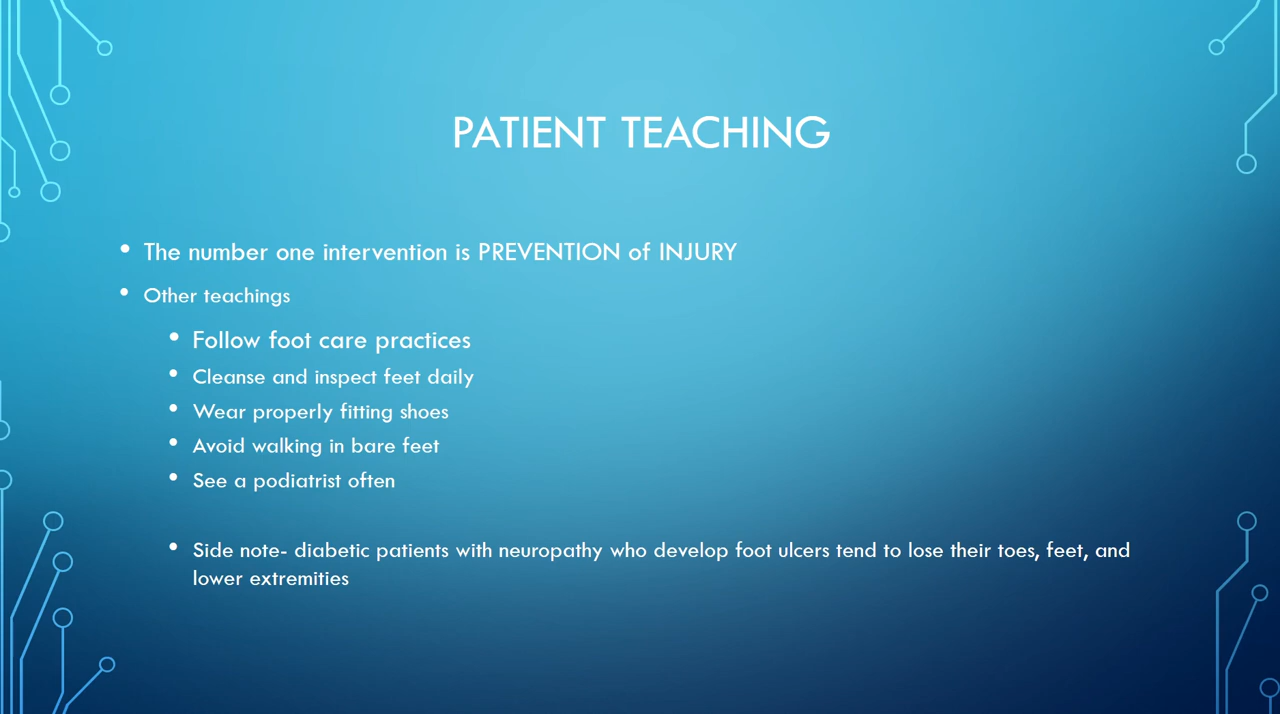 PATIENT TEACHING
• The number one intervention is PREVENTION of INJURY
• Other teachings
• Follow foot care practices
• Cleanse and inspect feet daily
• Wear properly fitting shoes
• Avoid walking in bare feet
• See a podiatrist often
• Side note- diabetic patients with neuropathy who develop foot ulcers tend to lose their toes, feet, and
lower extremities